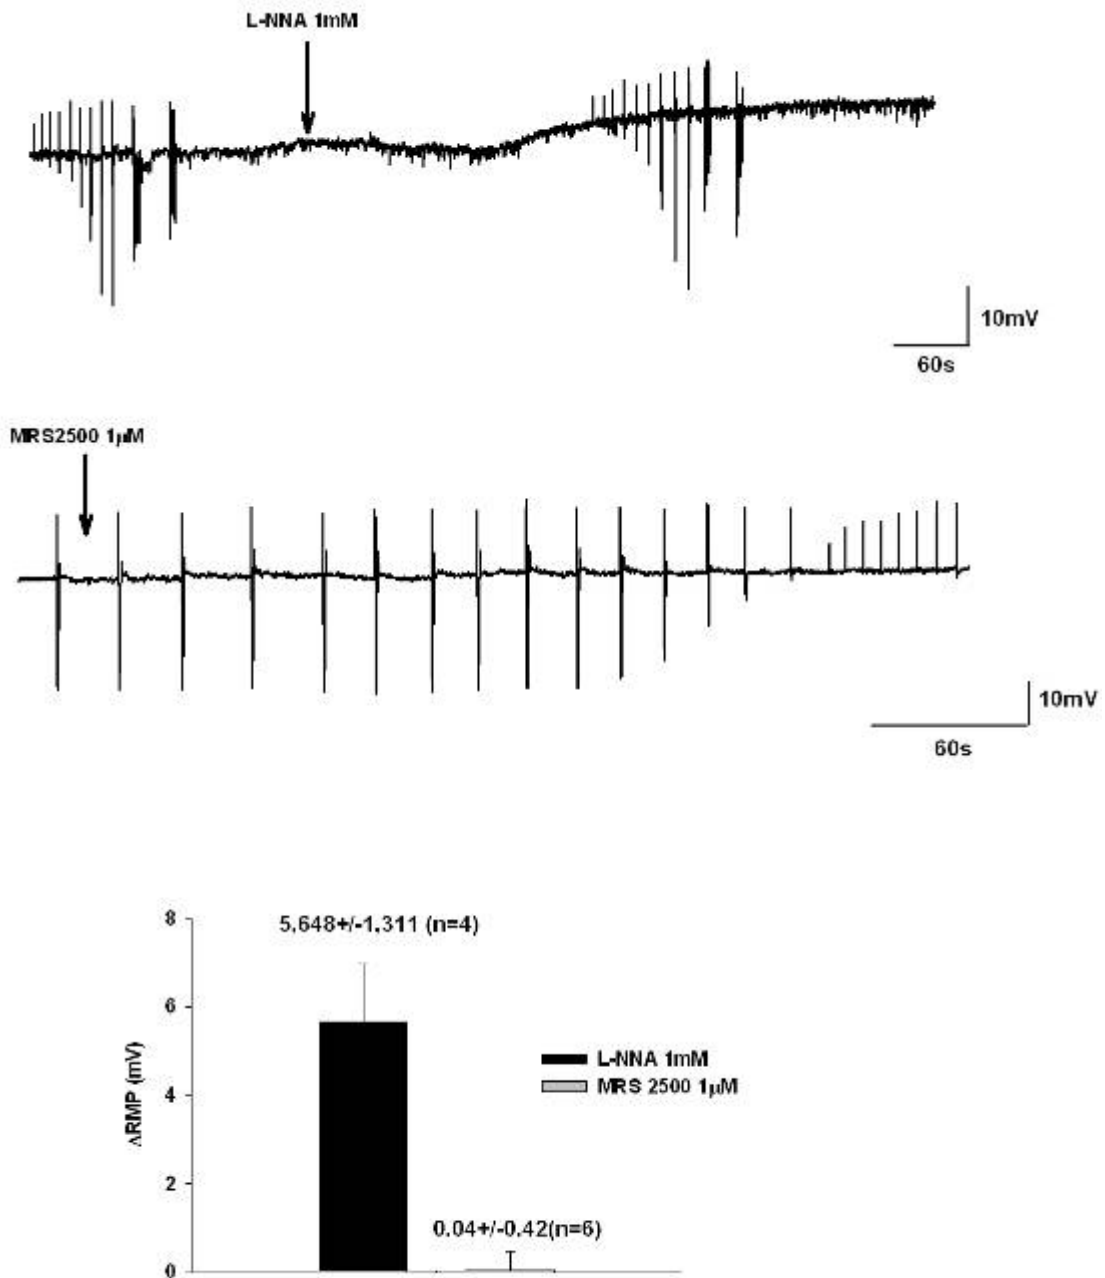 L-NNA 1mM
10mV
60s
MRS2500 1μM
10mV
60s
8
5,648+/-1,311 (n=4)
6
L-NNA 1mM
MRS 2500 1μM
4
ΔRMP (mV)
2
0.04+/-0.42(n=6)
0